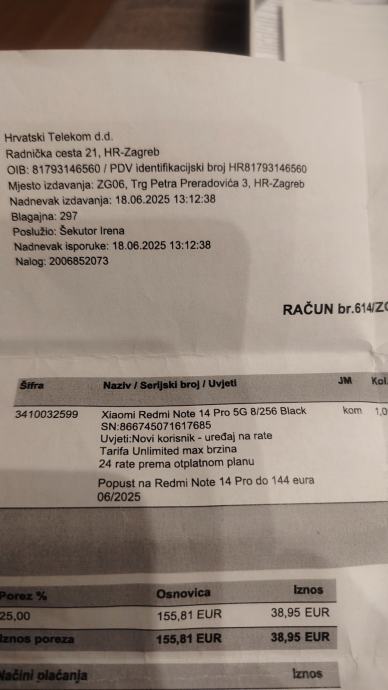 Hrvatski Telekom d.d.
Radnička cesta 21, HR-Zagreb
OIB: 81793146560 / PDV identifikacijski broj HR81793146560
Mjesto izdavanja: ZG06, Trg Petra Preradovića 3, HR-Zagreb
Nadnevak izdavanja: 18.06.2025 13:12:38
Blagajna: 297
Poslužio: Šekutor Irena
Nadnevak isporuke: 18.06.2025 13:12:38
Nalog: 2006852073
RAČUN br.614/ZG
Šifra Naziv / Serijski broj / Uvjeti JM Kol.
3410032599 Xiaomi Redmi Note 14 Pro 5G 8/256 Black kom 1,0
SN:866745071617685
Uvjeti:Novi korisnik - uređaj na rate
Tarifa Unlimited max brzina
24 rate prema otplatnom planu
Popust na Redmi Note 14 Pro do 144 eura
06/2025
Porez % Osnovica Iznos
25,00 155,81 EUR 38,95 EUR
Iznos poreza 155,81 EUR 38,95 EUR
Načini plaćanja Iznos